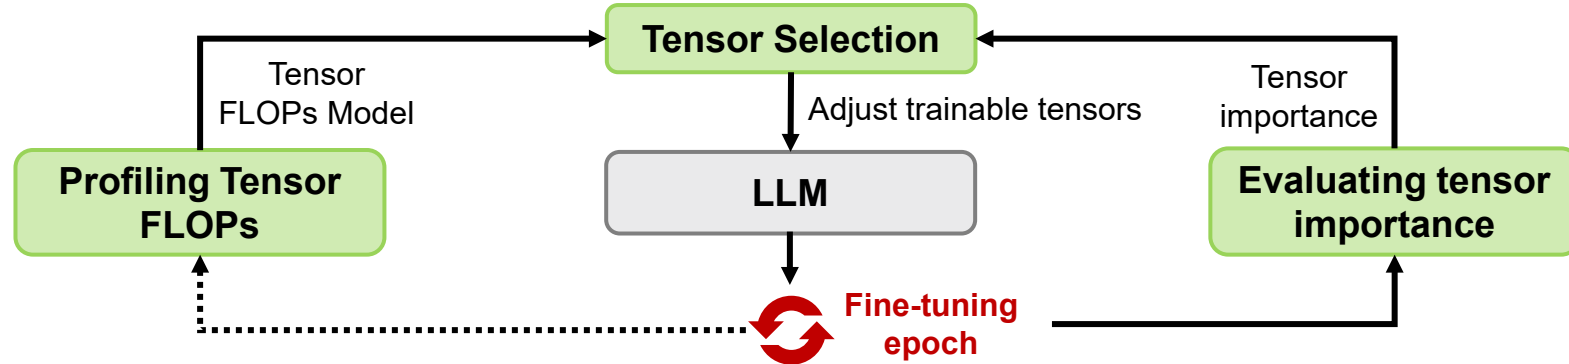 Tensor Selection
Tensor
FLOPs Model
Adjust trainable tensors
Tensor
importance
Profiling Tensor
FLOPs
LLM
Evaluating tensor
importance
Fine-tuning
epoch